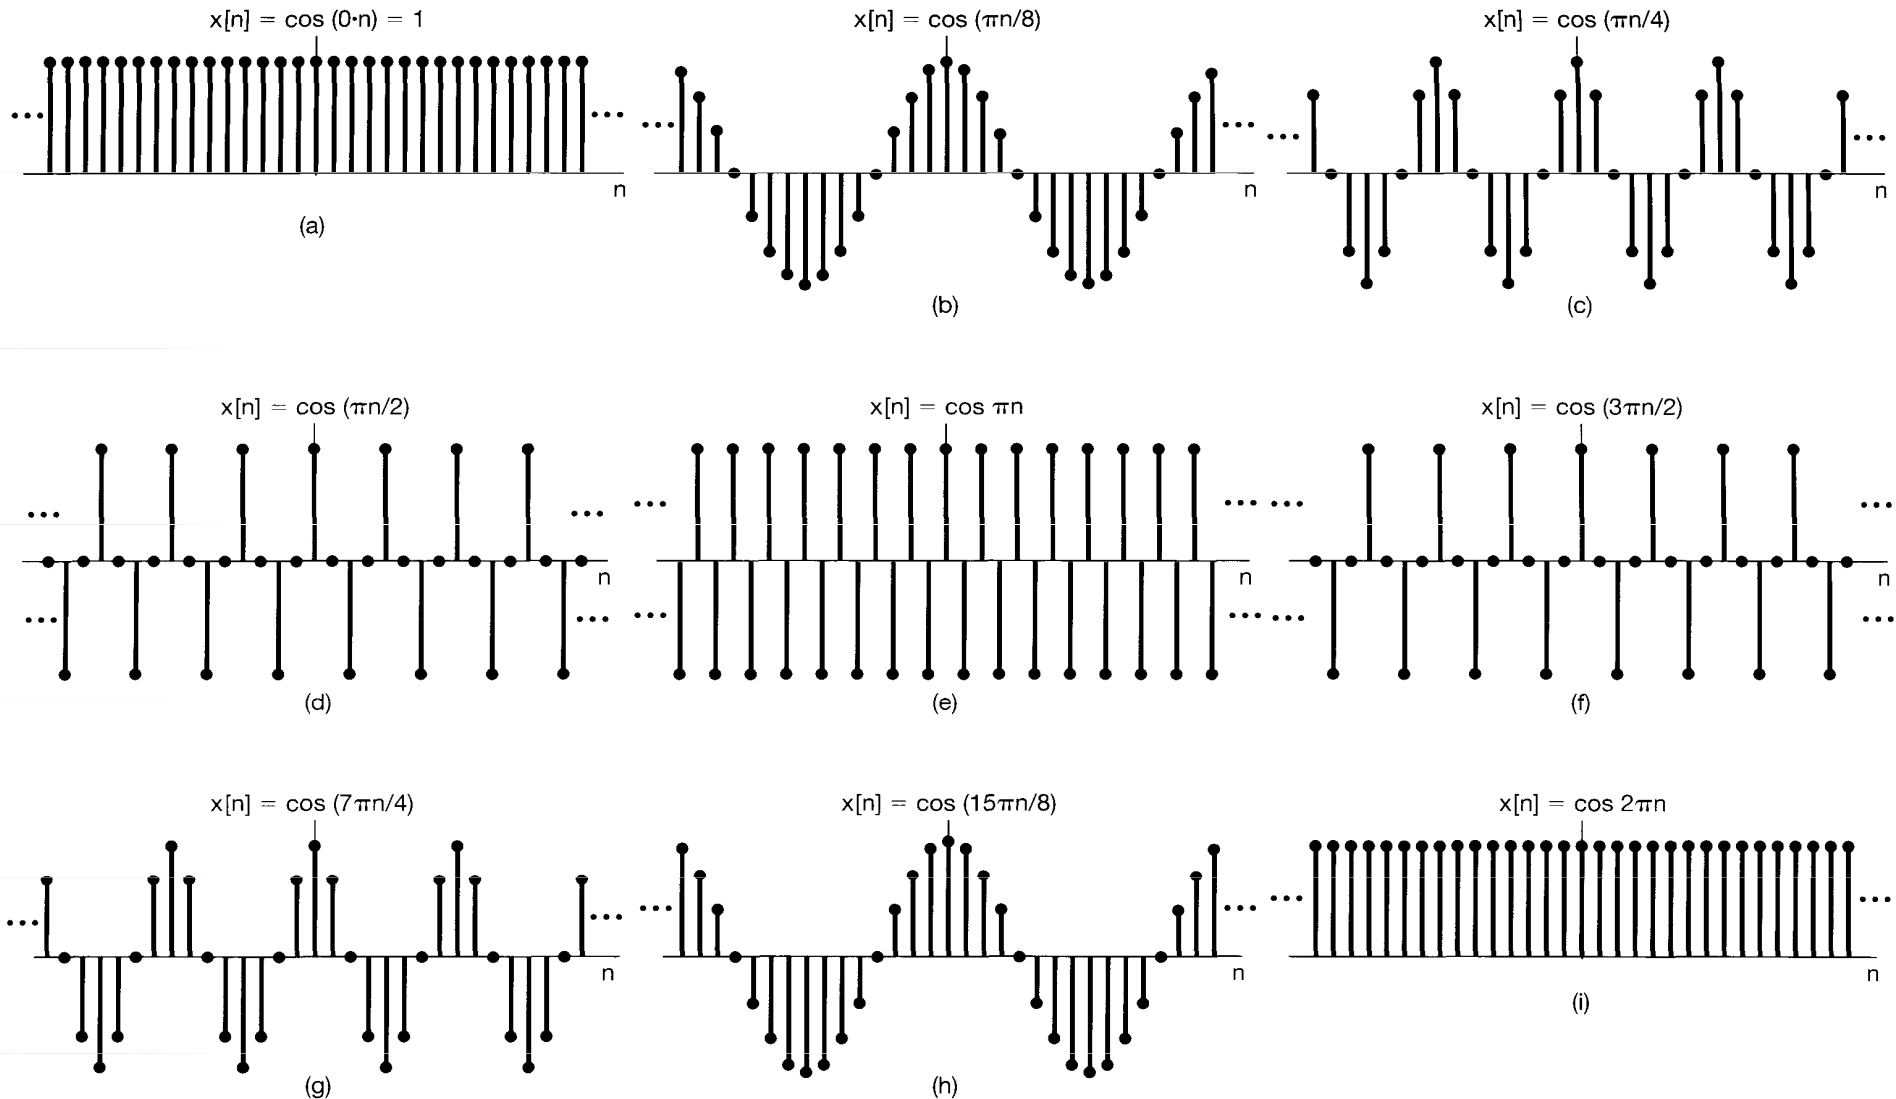 x[n] = cos (0·n) = 1
x[n] = cos (πn/8)
x[n] = cos (πn/4)
... ... ... ... ... ...
n
n
n
(a)
(b)
(c)
x[n] = cos (πn/2)
x[n] = cos πn
x[n] = cos (3πn/2)
... ... ... ... ... ...
n
n
n
... ... ... ... ... ...
(d)
(e)
(f)
x[n] = cos (7πn/4)
x[n] = cos (15πn/8)
x[n] = cos 2πn
... ... ... ... ... ...
n
n
n
(g)
(h)
(i)